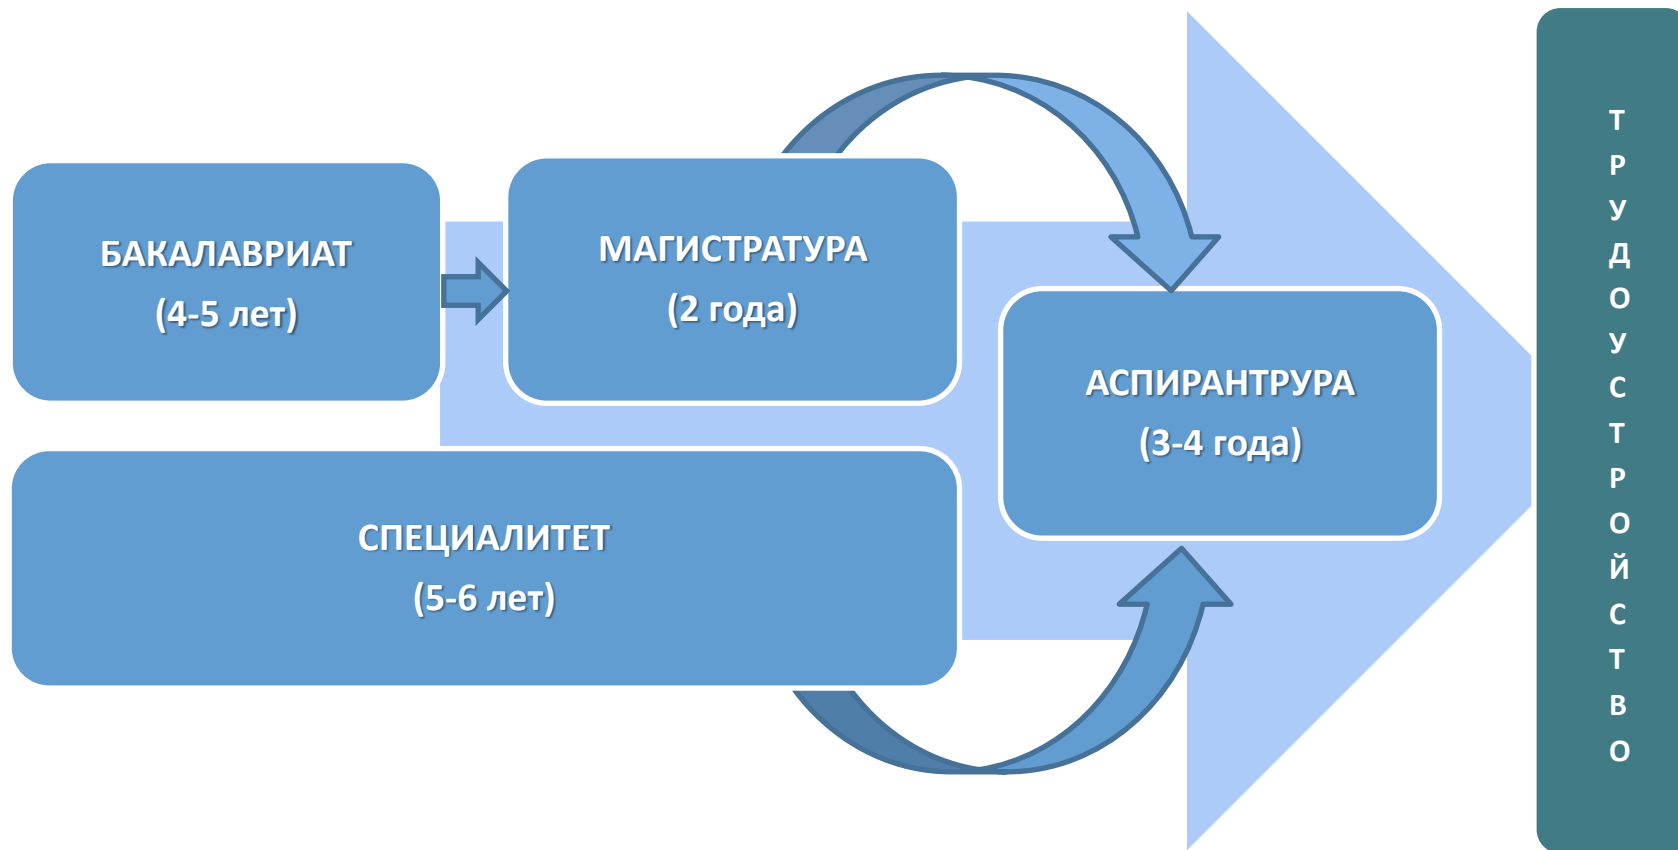 БАКАЛАВРИАТ
(4-5 лет)
МАГИСТРАТУРА
(2 года)
АСПИРАНТРУРА
(3-4 года)
СПЕЦИАЛИТЕТ
(5-6 лет)
Т
Р
У
Д
О
У
С
Т
Р
О
Й
С
Т
В
О